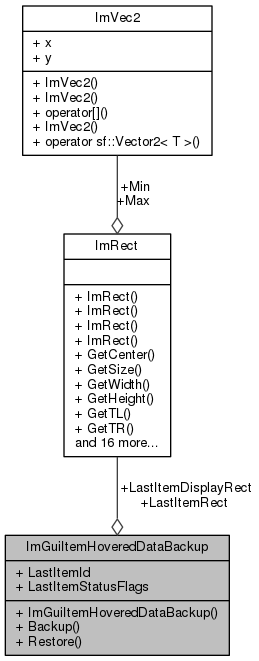 ImVec2
+ x
+ y
+ ImVec2()
+ ImVec2()
+ operator[]()
+ ImVec2()
+ operator sf::Vector2< T >()
+Min
+Max
ImRect
+ ImRect()
+ ImRect()
+ ImRect()
+ ImRect()
+ GetCenter()
+ GetSize()
+ GetWidth()
+ GetHeight()
+ GetTL()
+ GetTR()
and 16 more...
+LastItemDisplayRect
+LastItemRect
ImGuiItemHoveredDataBackup
+ LastItemId
+ LastItemStatusFlags
+ ImGuiItemHoveredDataBackup()
+ Backup()
+ Restore()